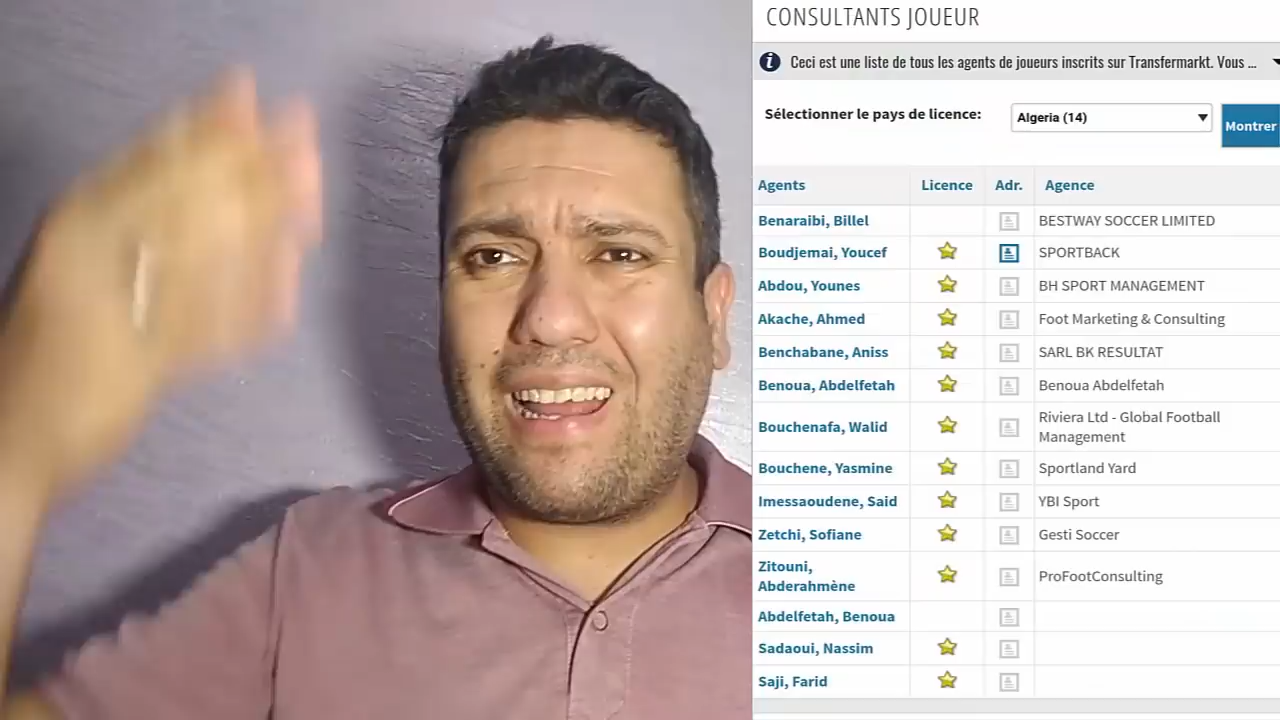 CONSULTANTS JOUEUR
Ceci est une liste de tous les agents de joueurs inscrits sur Transfermarkt. Vous ...
Sélectionner le pays de licence: Algeria (14) Montrer
Agents Licence Adr. Agence
Benaraibi, Billel BESTWAY SOCCER LIMITED
Boudjemai, Youcef SPORTBACK
Abdou, Younes BH SPORT MANAGEMENT
Akache, Ahmed Foot Marketing & Consulting
Benchabane, Aniss SARL BK RESULTAT
Benoua, Abdelfetah Benoua Abdelfetah
Bouchenafa, Walid Riviera Ltd - Global Football
Management
Bouchene, Yasmine Sportland Yard
Imessaoudene, Said YBI Sport
Zetchi, Sofiane Gesti Soccer
Zitouni,
Abderahmène ProFootConsulting
Abdelfetah, Benoua
Sadaoui, Nassim
Saji, Farid